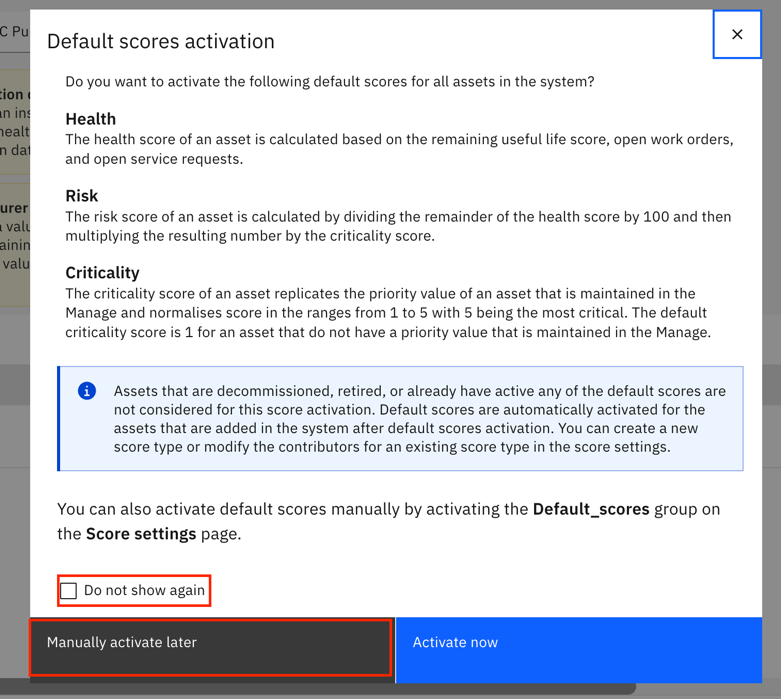 C Pu
Default scores activation
Do you want to activate the following default scores for all assets in the system?
tion
an ins
Health
healt
The health score of an asset is calculated based on the remaining useful life score, open work orders,
n dat
and open service requests.
Risk
urer
The risk score of an asset is calculated by dividing the remainder of the health score by 100 and then
a valu
multiplying the resulting number by the criticality score.
ainin
valu
Criticality
The criticality score of an asset replicates the priority value of an asset that is maintained in the
Manage and normalises score in the ranges from 1 to 5 with 5 being the most critical. The default
criticality score is 1 for an asset that do not have a priority value that is maintained in the Manage.
Assets that are decommissioned, retired, or already have active any of the default scores are
not considered for this score activation. Default scores are automatically activated for the
assets that are added in the system after default scores activation. You can create a new
score type or modify the contributors for an existing score type in the score settings.
You can also activate default scores manually by activating the Default_scores group on
the Score settings page.
Do not show again
Manually activate later
Activate now